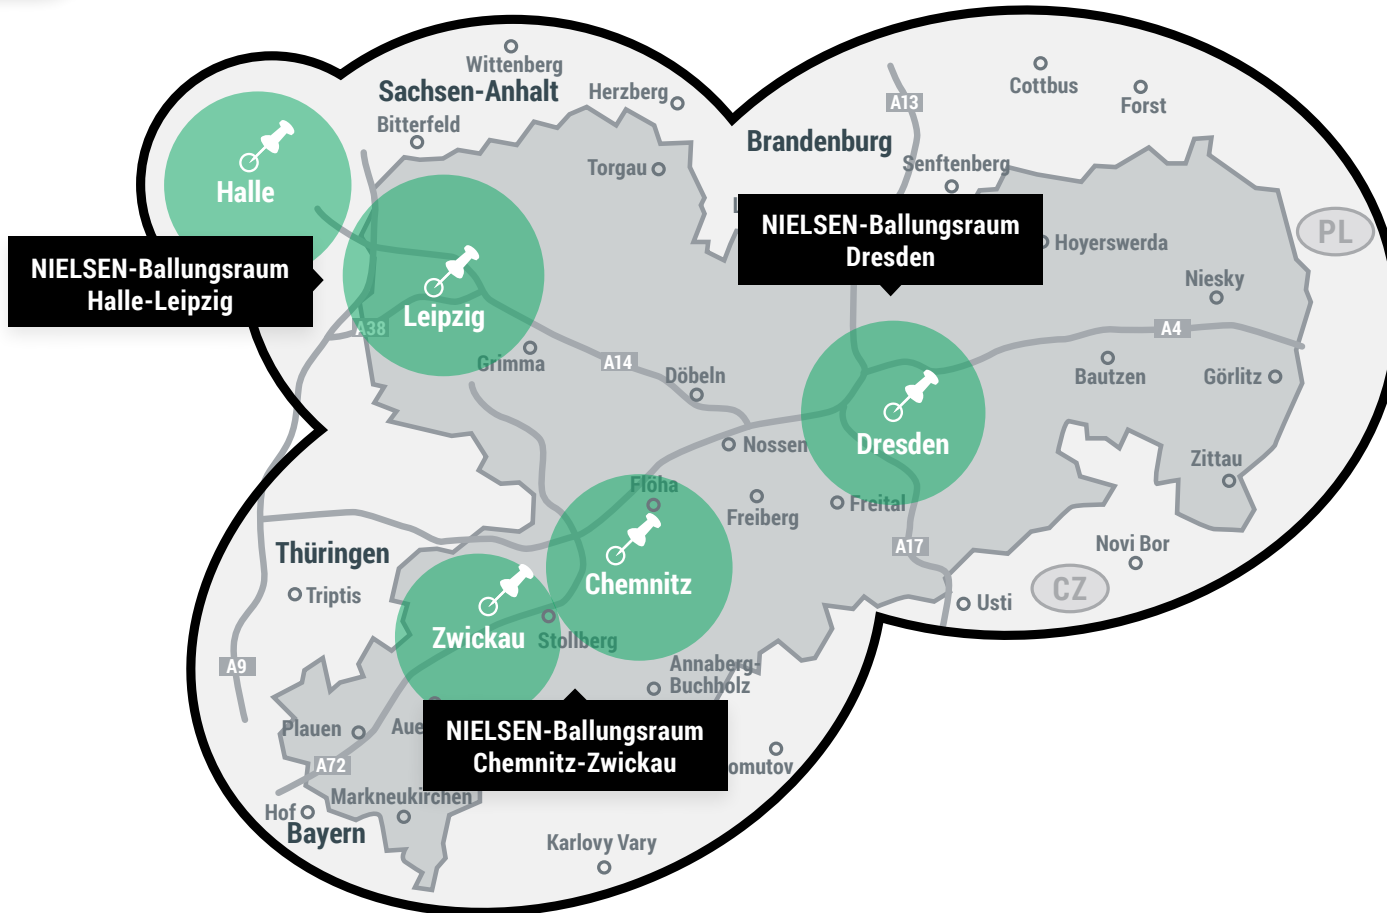 Wittenberg
Sachsen-Anhalt
Herzberg
Bitterfeld
Cottbus
Forst
A13
Brandenburg
Torgau
Senftenberg
Halle
NIELSEN-Ballungsraum
Dresden
PL
Hoyerswerda
NIELSEN-Ballungsraum
Halle-Leipzig
Niesky
Leipzig
A38
A4
Grimma
A14
Döbeln
Bautzen
Görlitz
Dresden
Nossen
Zittau
Flöha
Freiberg
Freital
A17
Novi Bor
Thüringen
Chemnitz
CZ
Triptis
Usti
Zwickau
Stollberg
A9
Annaberg-
Buchholz
Plauen
Aue
NIELSEN-Ballungsraum
Chemnitz-Zwickau
A72
omutov
Markneukirchen
Hof
Bayern
Karlovy Vary